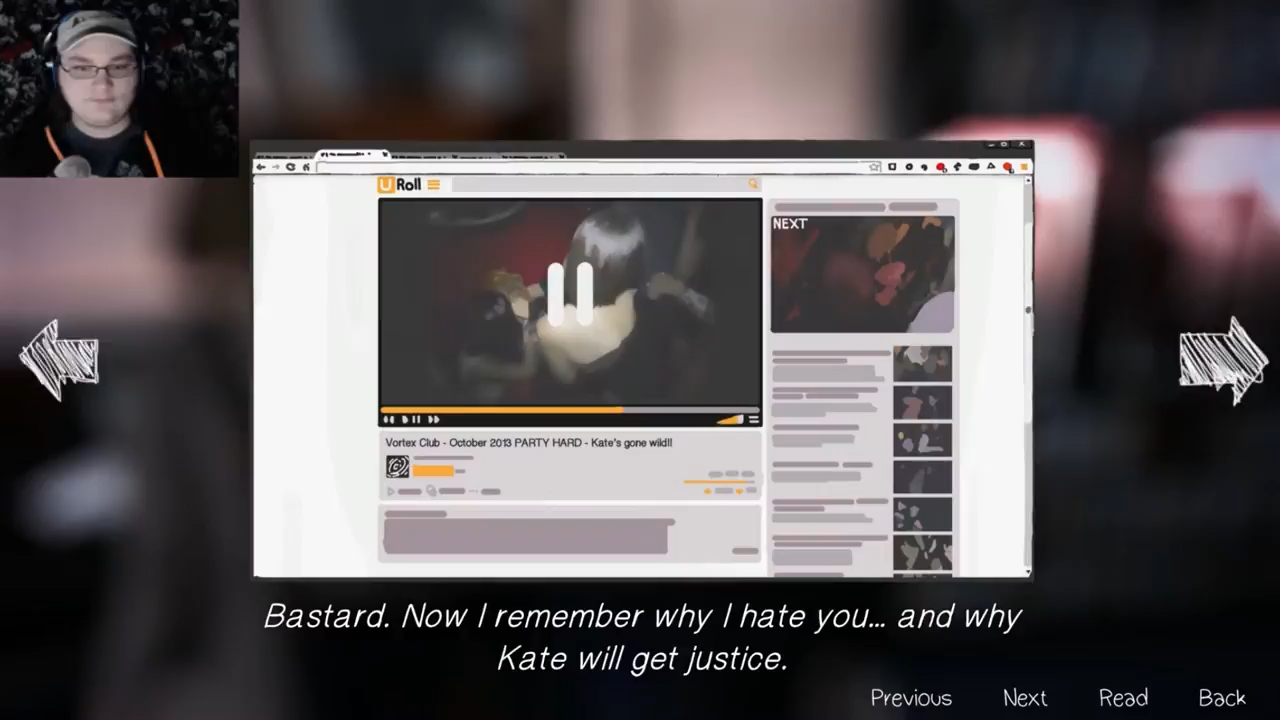 U Roll
NEXT
Vortex Club - October 2013 PARTY HARD - Kate's gone wild!!
Bastard. Now I remember why I hate you... and why
Kate will get justice.
Previous Next Read Back